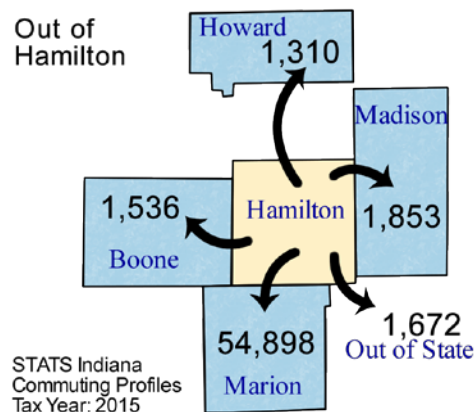 Out of
Hamilton
Howard
1,310
Madison
1,853
Hamilton
1,536
Boone
54,898
Marion
1,672
Out of State
STATS Indiana
Commuting Profiles
Tax Year: 2015